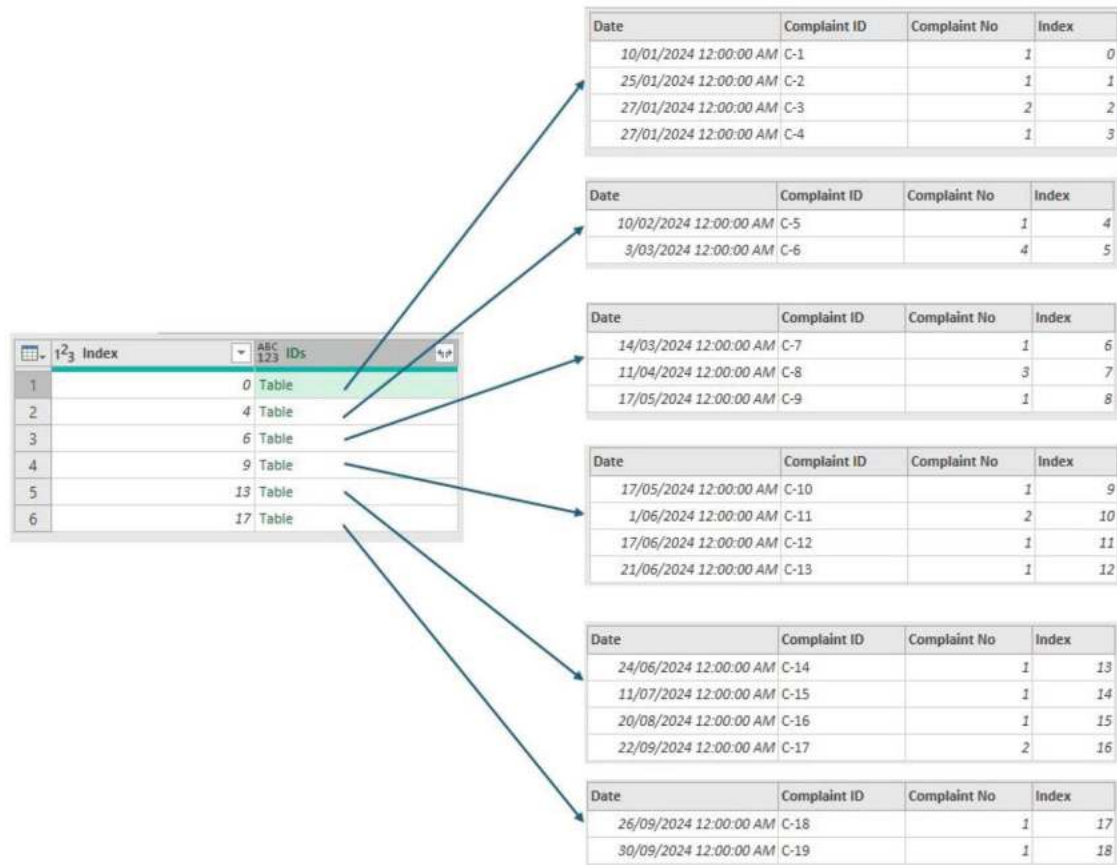 Date Complaint ID Complaint No Index
10/01/2024 12:00:00 AM C-1 1 0
25/01/2024 12:00:00 AM C-2 1 1
27/01/2024 12:00:00 AM C-3 2 2
27/01/2024 12:00:00 AM C-4 1 3
Date Complaint ID Complaint No Index
10/02/2024 12:00:00 AM C-5 1 4
3/03/2024 12:00:00 AM C-6 4 5
Date Complaint ID Complaint No Index
14/03/2024 12:00:00 AM C-7 1 6
11/04/2024 12:00:00 AM C-8 3 7
17/05/2024 12:00:00 AM C-9 1 8
1²3 Index ABC 123 IDs
1 0 Table
2 4 Table
3 6 Table
4 9 Table
5 13 Table
6 17 Table
Date Complaint ID Complaint No Index
17/05/2024 12:00:00 AM C-10 1 9
1/06/2024 12:00:00 AM C-11 2 10
17/06/2024 12:00:00 AM C-12 1 11
21/06/2024 12:00:00 AM C-13 1 12
Date Complaint ID Complaint No Index
24/06/2024 12:00:00 AM C-14 1 13
11/07/2024 12:00:00 AM C-15 1 14
20/08/2024 12:00:00 AM C-16 1 15
22/09/2024 12:00:00 AM C-17 2 16
Date Complaint ID Complaint No Index
26/09/2024 12:00:00 AM C-18 1 17
30/09/2024 12:00:00 AM C-19 1 18